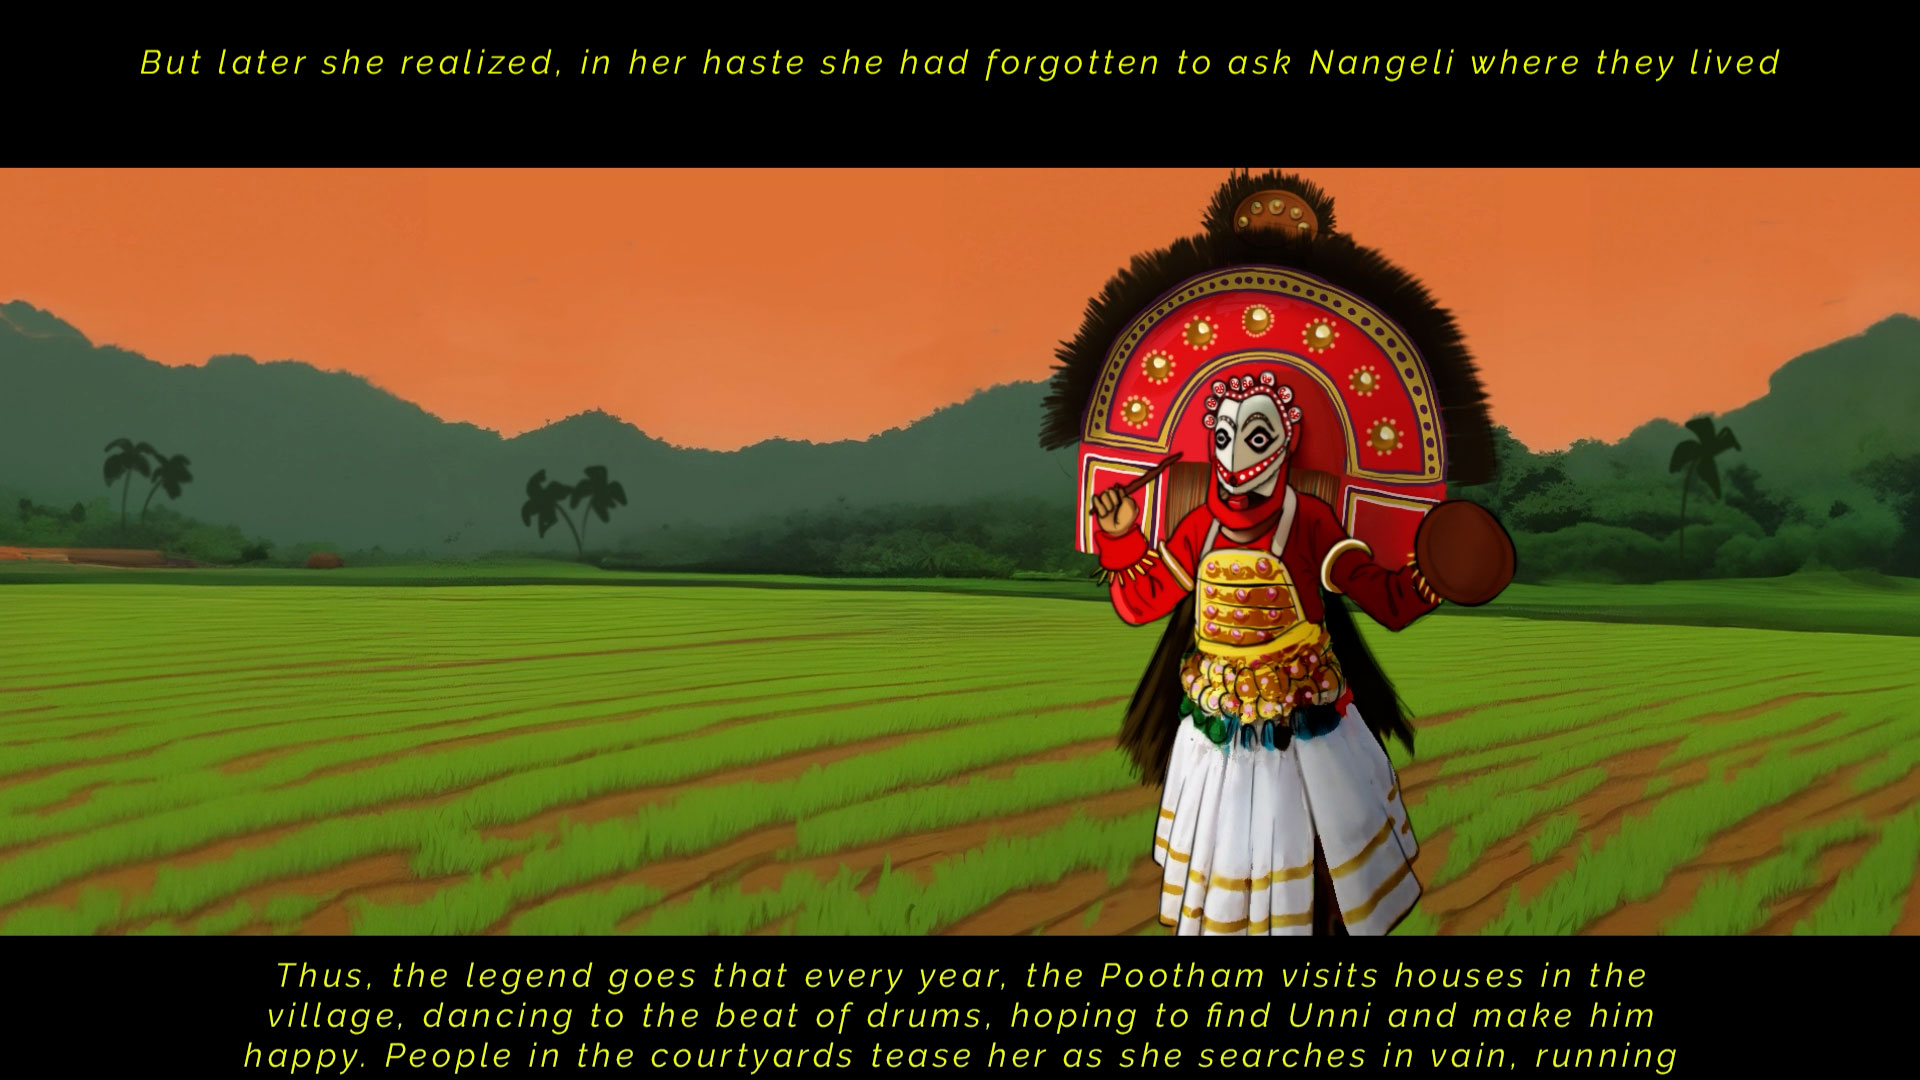 But later she realized, in her haste she had forgotten to ask Nangeli where they lived
Thus, the legend goes that every year, the Pootham visits houses in the
village, dancing to the beat of drums, hoping to find Unni and make him
happy. People in the courtyards tease her as she searches in vain, running